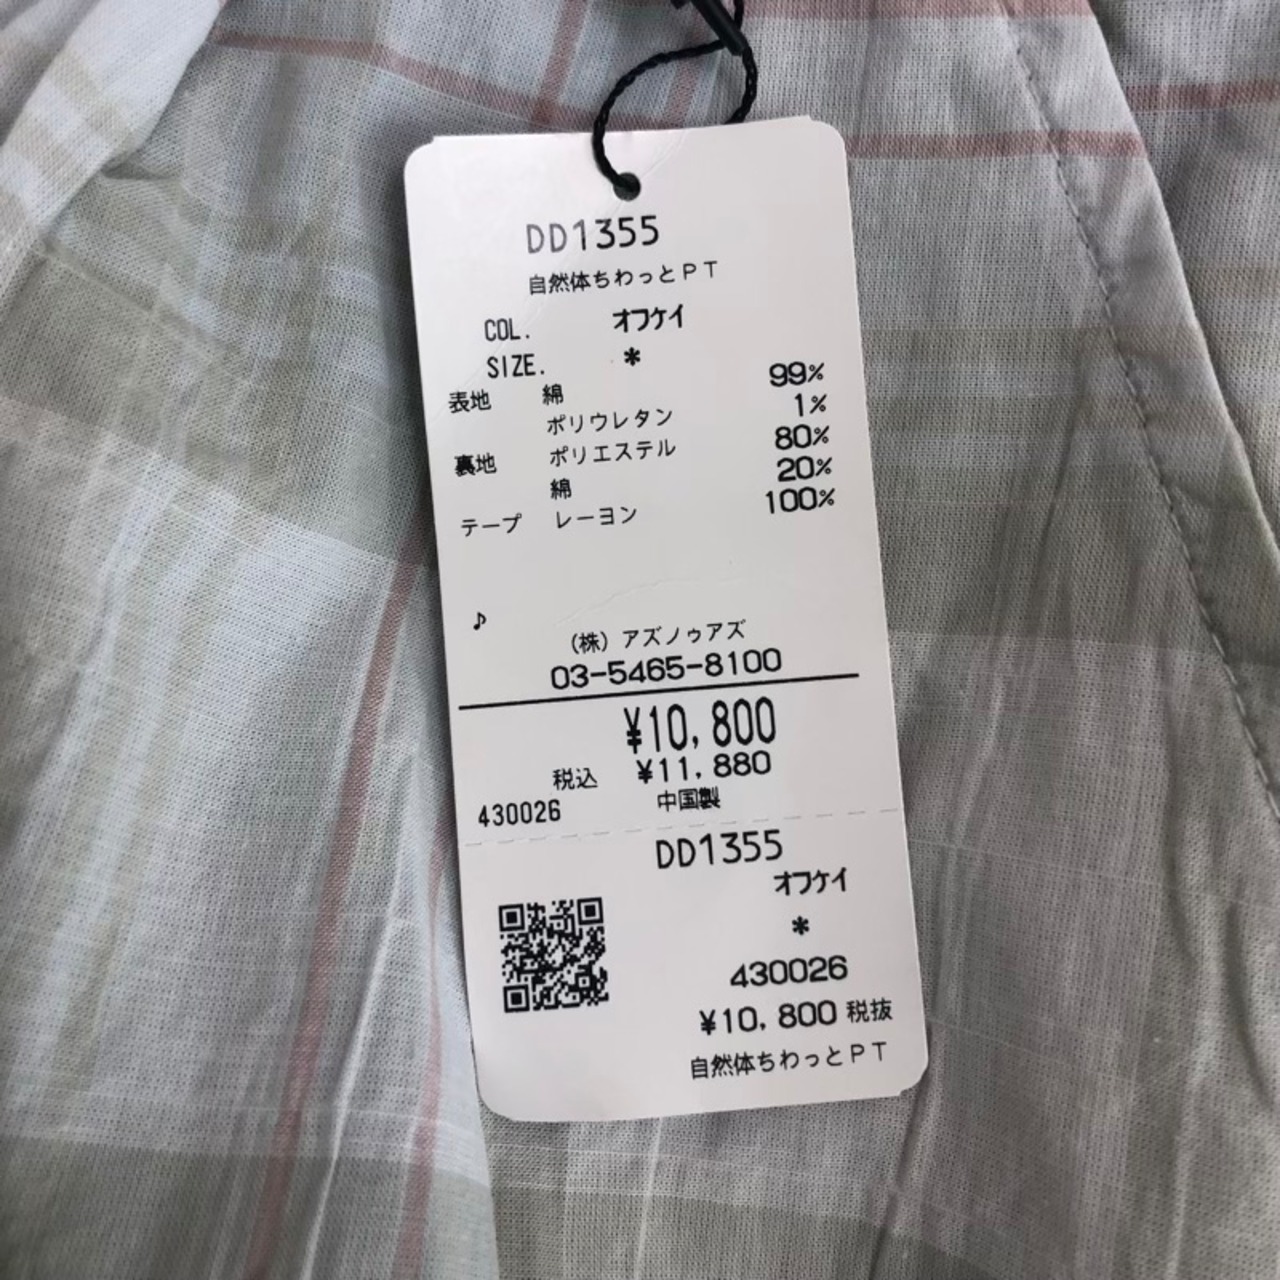 DD1355
自然体ちわっとPT
COL. オフケイ
SIZE. *
表地 綿 99%
ポリウレタン 1%
裏地 ポリエステル 80%
綿 20%
テープ レーヨン 100%
♪
(株)アズノゥアズ
03-5465-8100
¥10,800
税込 ¥11,880
430026 中国製
DD1355
オフケイ
*
430026
¥10,800 税抜
自然体ちわっとPT